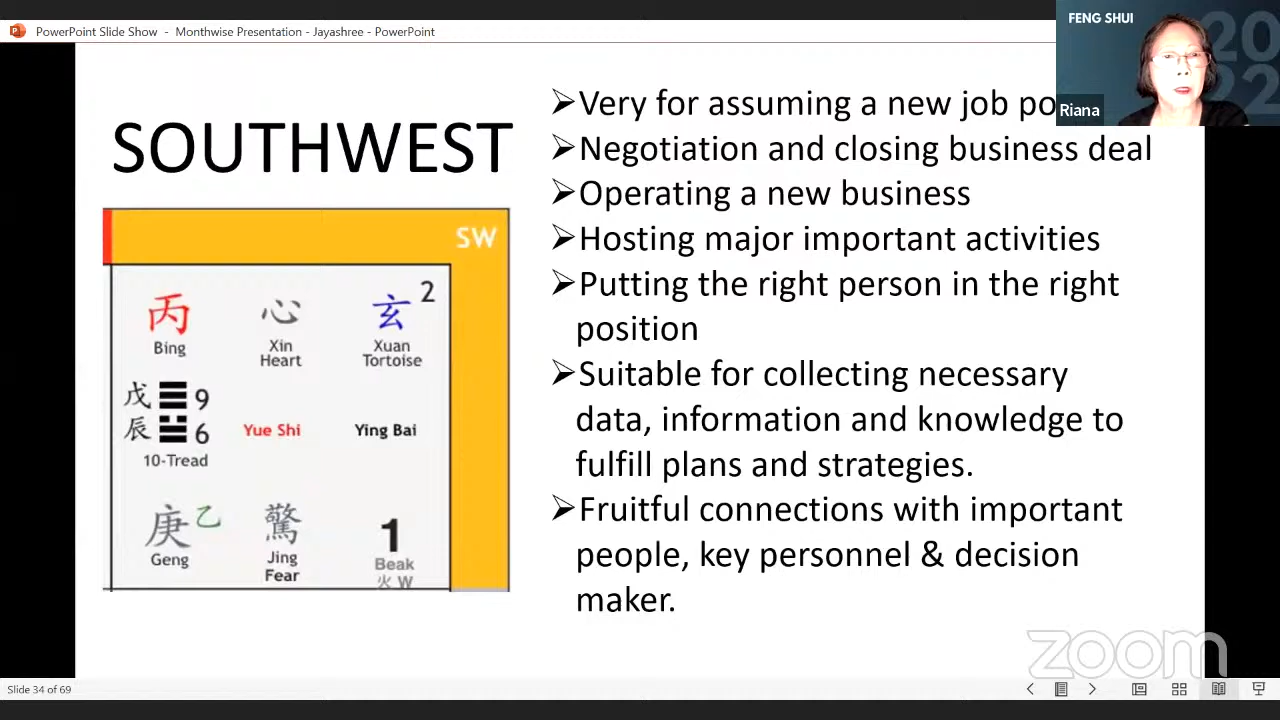 PowerPoint Slide Show - Monthwise Presentation - Jayashree - PowerPoint
FENG SHUI
2022
Riana
SOUTHWEST
SW
丙 心 玄 2
Bing Xin Xuan
Heart Tortoise
戊 9
辰 6
Yue Shi Ying Bai
10-Tread
庚 乙 驚 1
Geng Jing Beak
Fear 火 W
➢Very for assuming a new job po
➢Negotiation and closing business deal
➢Operating a new business
➢Hosting major important activities
➢Putting the right person in the right
position
➢Suitable for collecting necessary
data, information and knowledge to
fulfill plans and strategies.
➢Fruitful connections with important
people, key personnel & decision
maker.
zoom
Slide 34 of 69